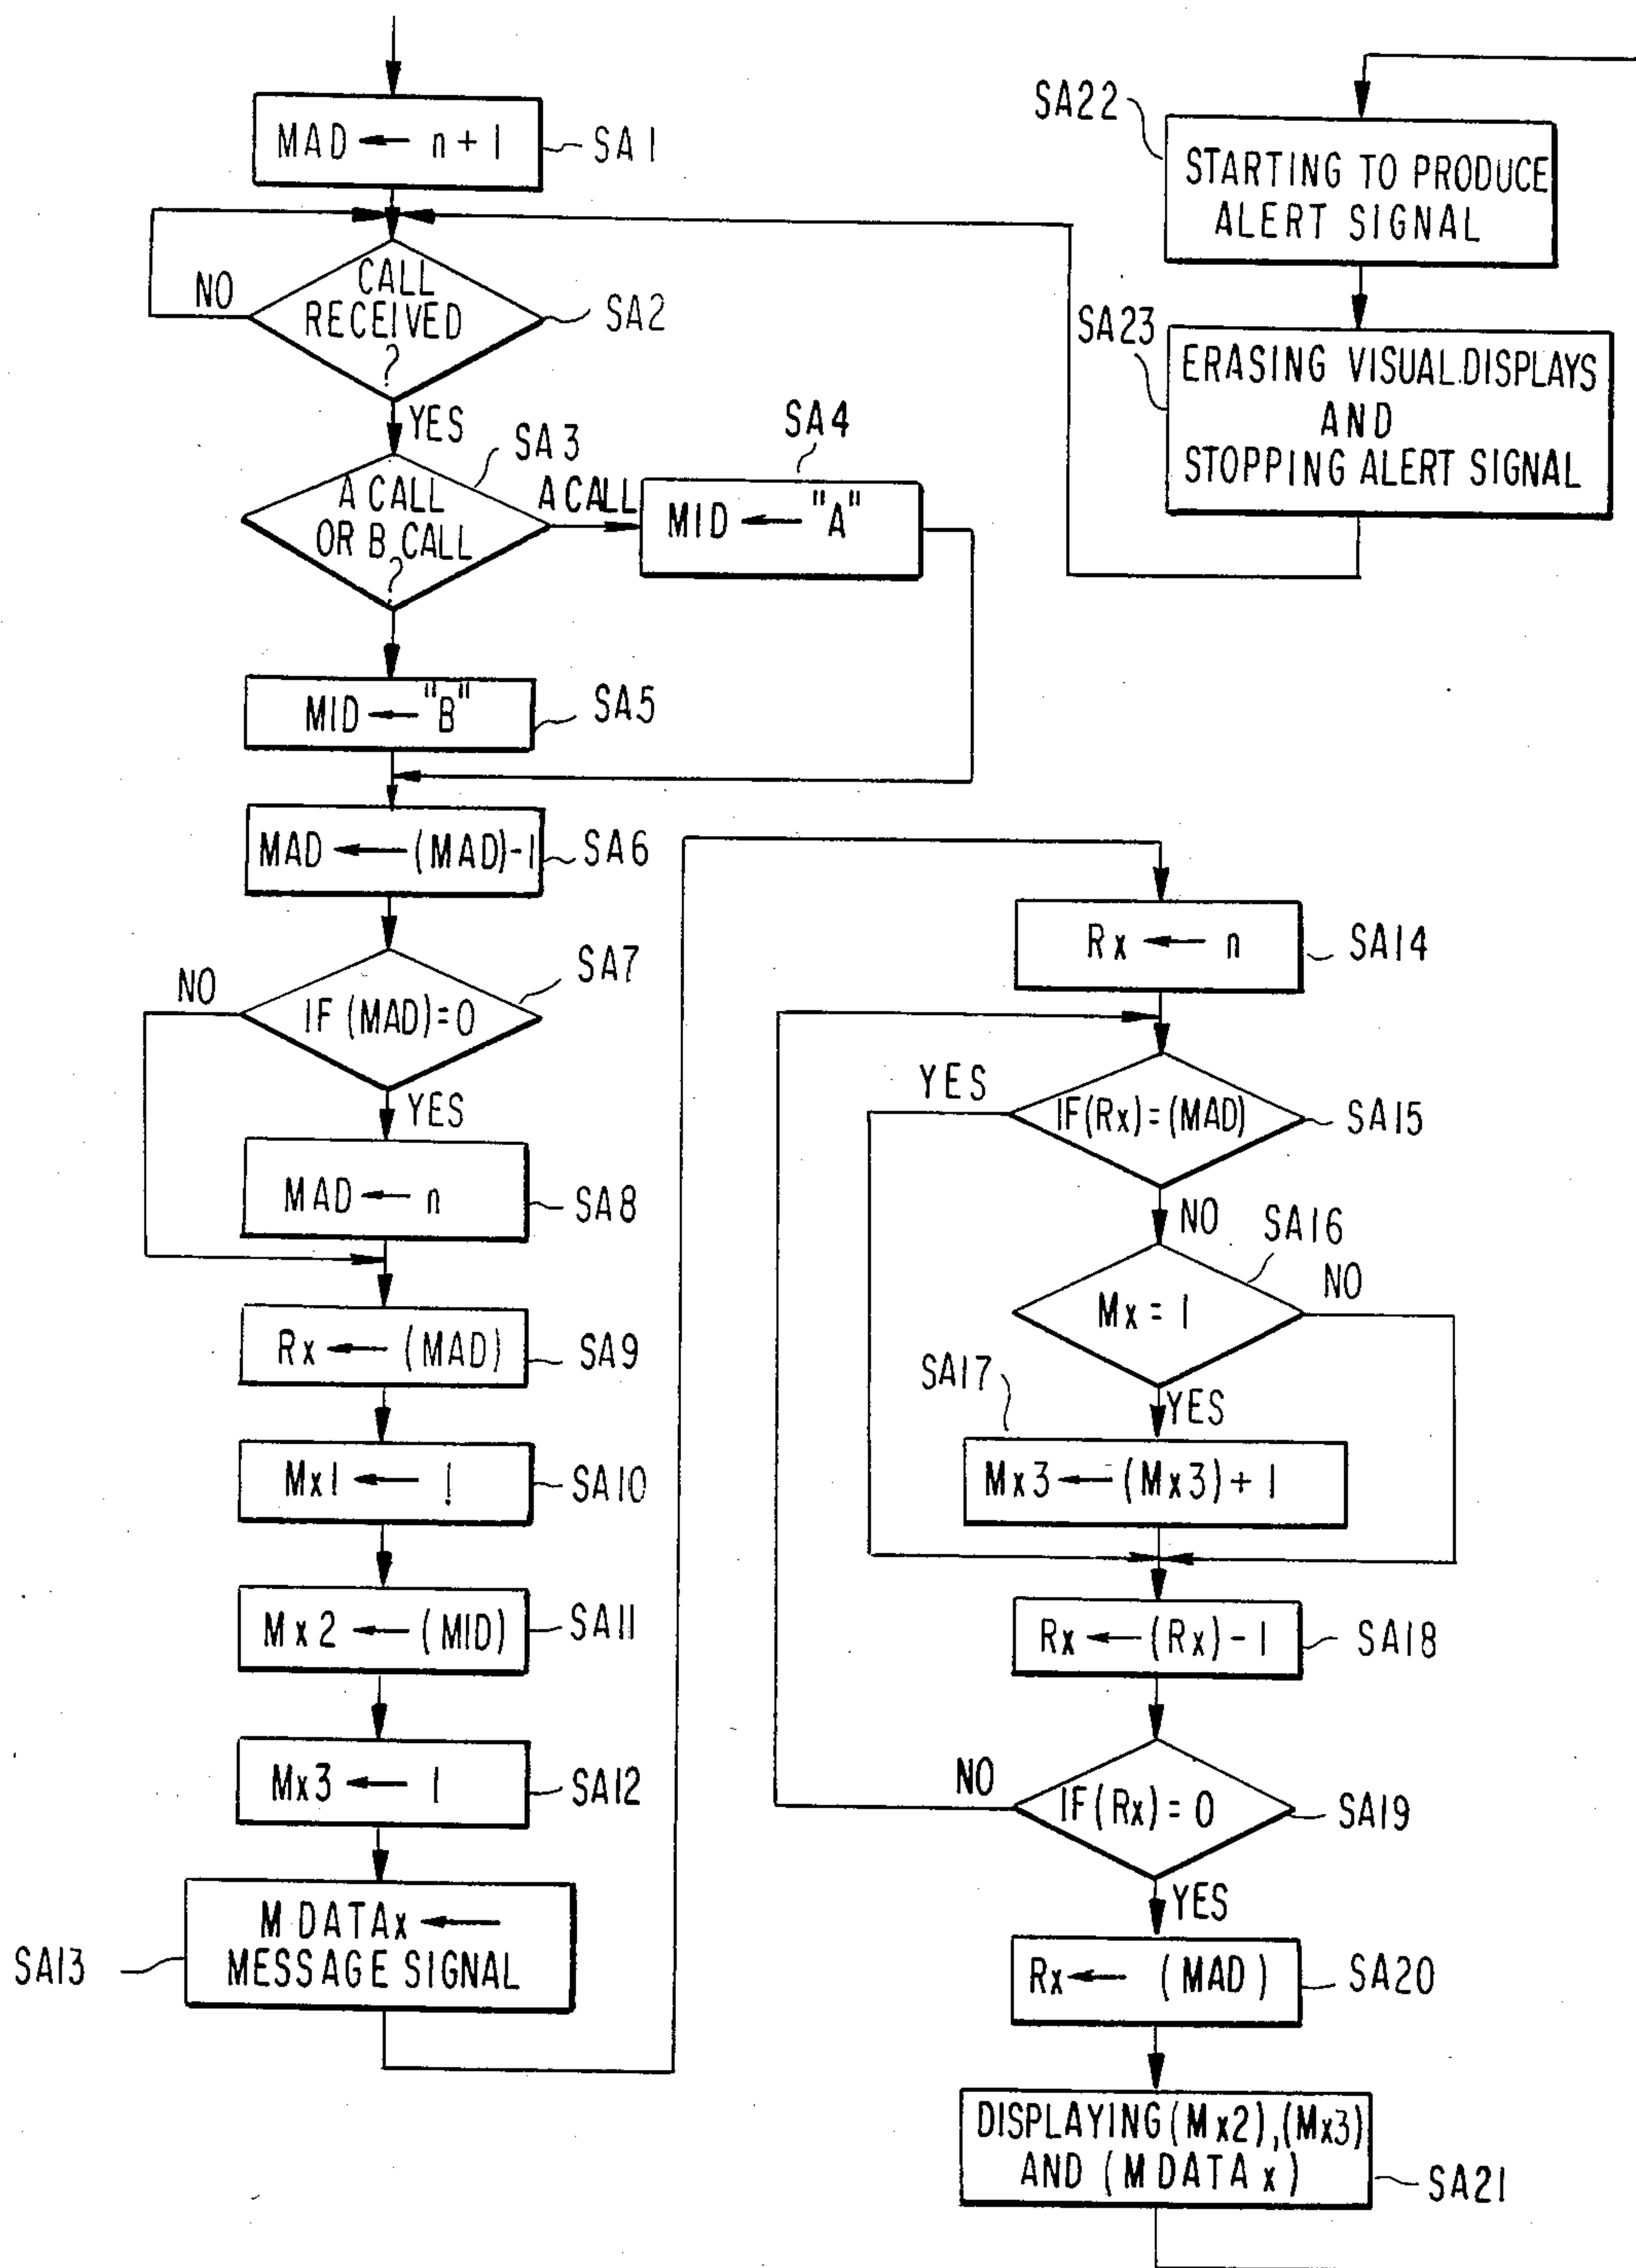 MAD ← n + 1
SA1
CALL
RECEIVED
?
NO
SA2
YES
SA3
A CALL
OR B CALL
?
A CALL
SA4
MID ← "A"
MID ← "B"
SA5
MAD ← (MAD)-1
SA6
SA7
NO
IF (MAD)=0
YES
MAD ← n
SA8
Rx ← (MAD)
SA9
Mx1 ← 1
SA10
Mx2 ← (MID)
SA11
Mx3 ← 1
SA12
M DATAx ←
MESSAGE SIGNAL
SA13
Rx ← n
SA14
YES
IF(Rx)=(MAD)
SA15
NO
SA16
Mx = 1
NO
SA17
YES
Mx3 ← (Mx3)+1
Rx ← (Rx)-1
SA18
NO
IF(Rx)=0
SA19
YES
Rx ← (MAD)
SA20
DISPLAYING(Mx2),(Mx3)
AND (M DATA x)
SA21
SA22
STARTING TO PRODUCE
ALERT SIGNAL
SA23
ERASING VISUAL.DISPLAYS
AND
STOPPING ALERT SIGNAL